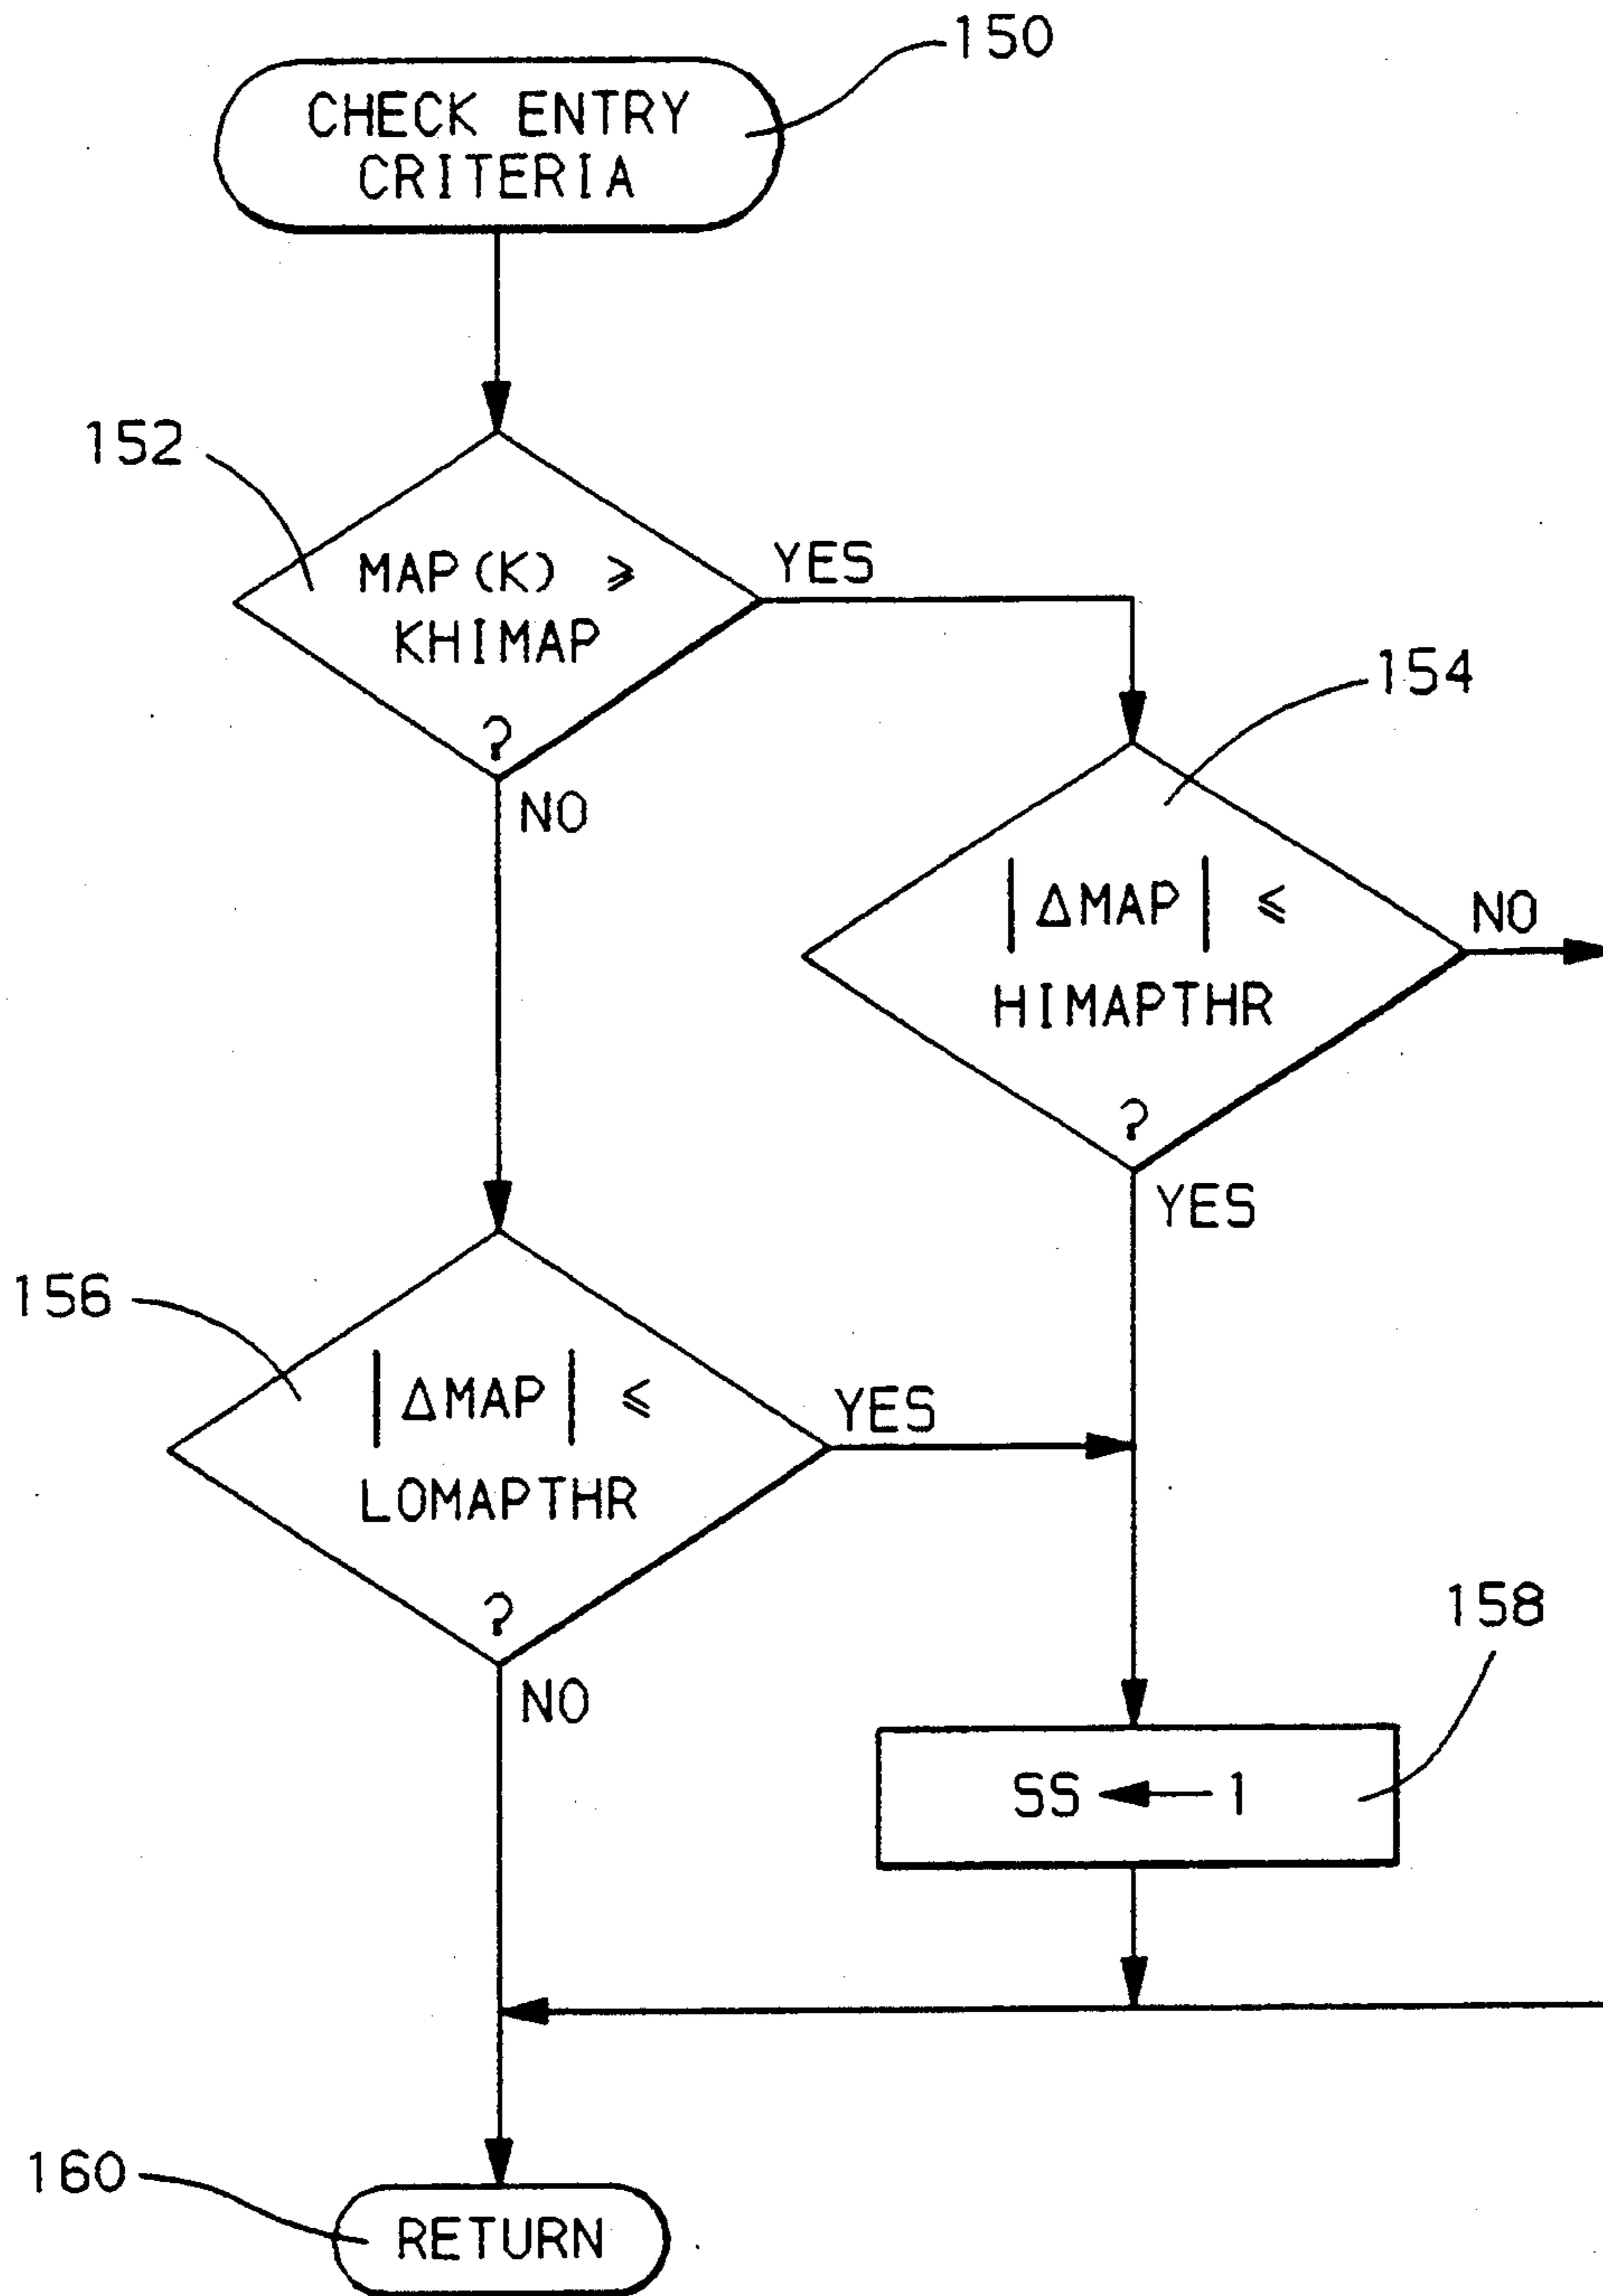 150
CHECK ENTRY
CRITERIA
152
MAP(K) ⩾
KHIMAP
?
YES
NO
154
|ΔMAP| ⩽
HIMAPTHR
?
NO
YES
156
|ΔMAP| ⩽
LOMAPTHR
?
YES
NO
158
SS ← 1
160
RETURN